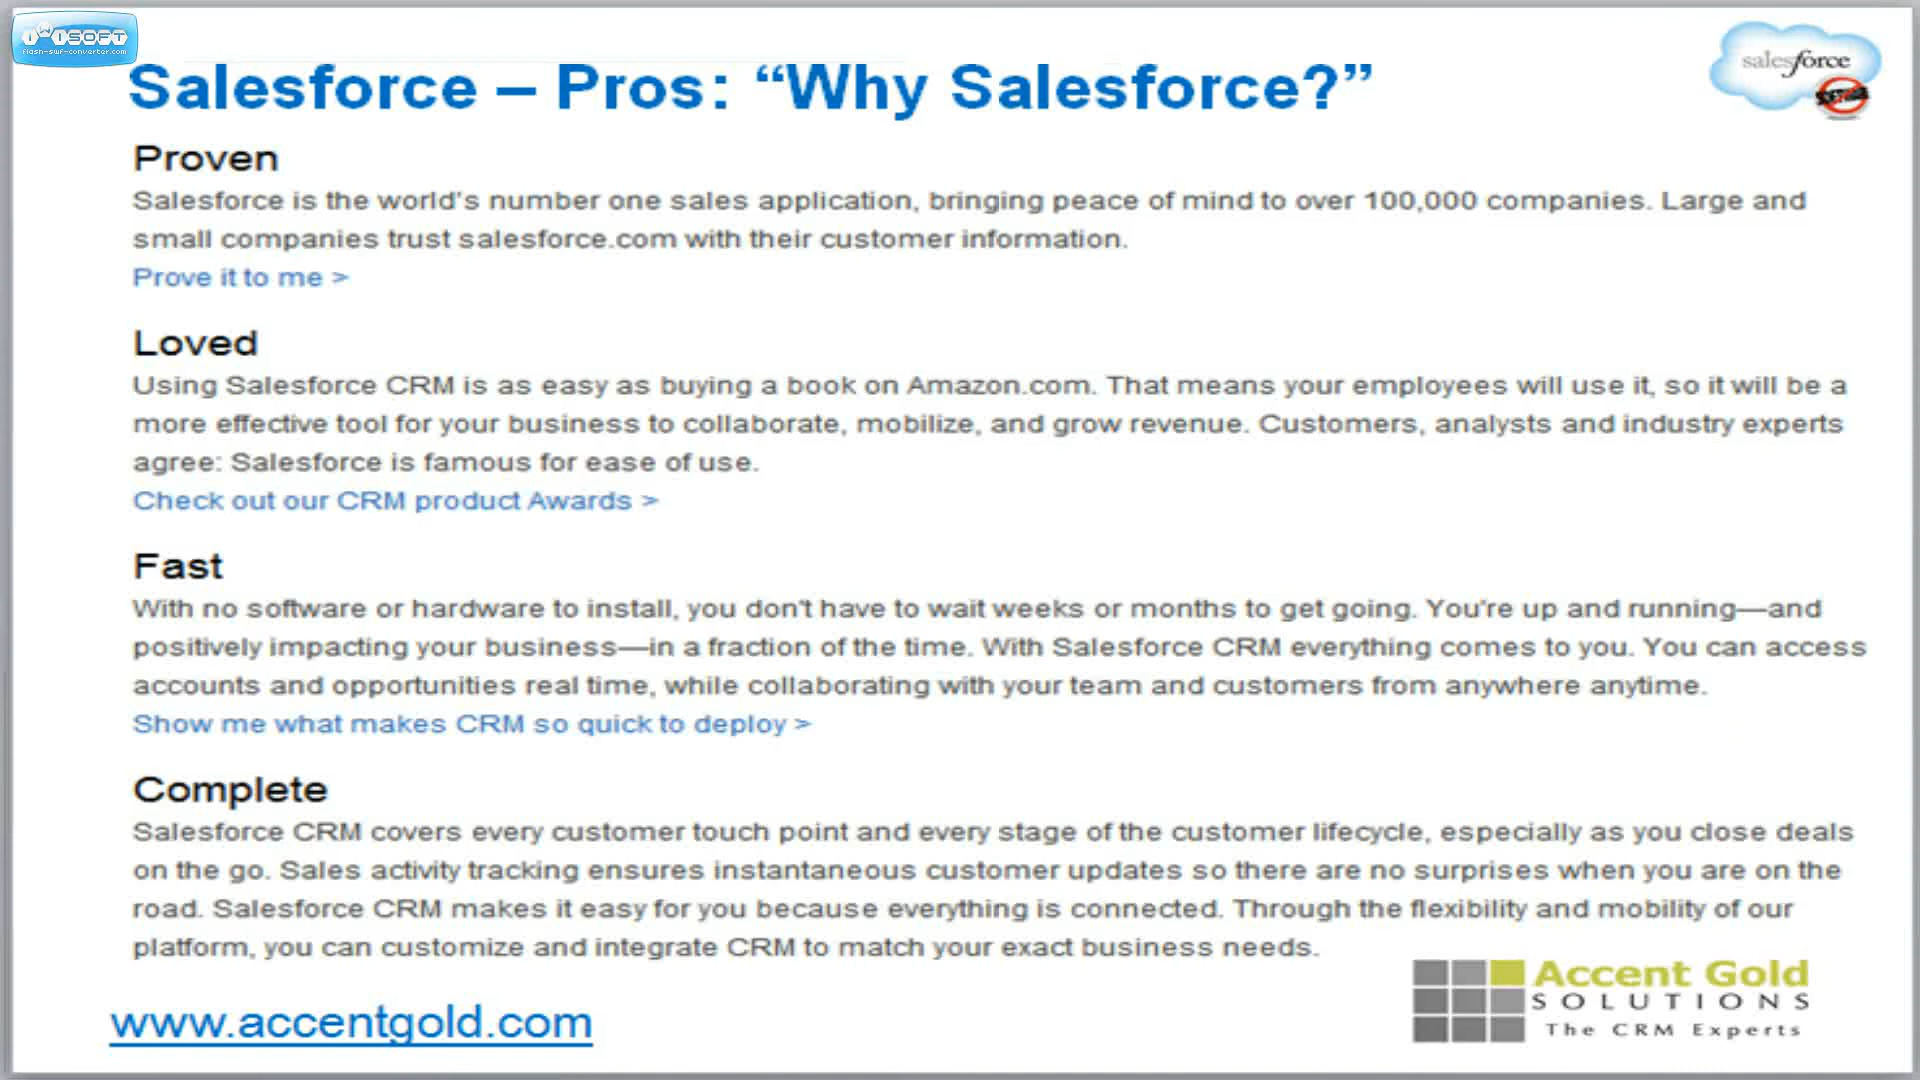 iWiSOFT
flash-swf-converter.com
Salesforce – Pros: “Why Salesforce?”
salesforce
Proven
Salesforce is the world's number one sales application, bringing peace of mind to over 100,000 companies. Large and
small companies trust salesforce.com with their customer information.
Prove it to me >
Loved
Using Salesforce CRM is as easy as buying a book on Amazon.com. That means your employees will use it, so it will be a
more effective tool for your business to collaborate, mobilize, and grow revenue. Customers, analysts and industry experts
agree: Salesforce is famous for ease of use.
Check out our CRM product Awards >
Fast
With no software or hardware to install, you don't have to wait weeks or months to get going. You're up and running—and
positively impacting your business—in a fraction of the time. With Salesforce CRM everything comes to you. You can access
accounts and opportunities real time, while collaborating with your team and customers from anywhere anytime.
Show me what makes CRM so quick to deploy >
Complete
Salesforce CRM covers every customer touch point and every stage of the customer lifecycle, especially as you close deals
on the go. Sales activity tracking ensures instantaneous customer updates so there are no surprises when you are on the
road. Salesforce CRM makes it easy for you because everything is connected. Through the flexibility and mobility of our
platform, you can customize and integrate CRM to match your exact business needs.
www.accentgold.com
Accent Gold
SOLUTIONS
The CRM Experts